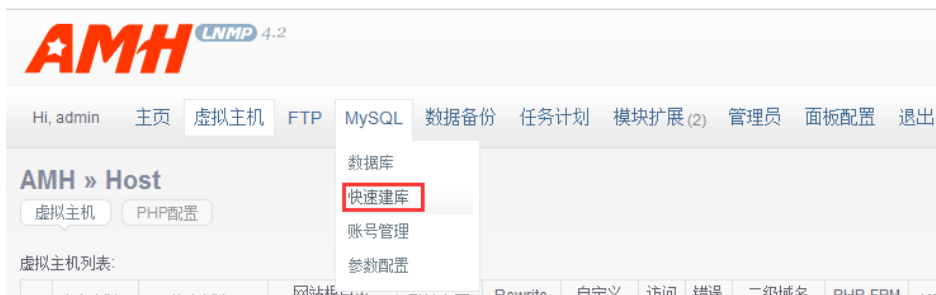 AMH LNMP 4.2
Hi, admin 主页 虚拟主机 FTP MySQL 数据备份 任务计划 模块扩展 (2) 管理员 面板配置 退出
数据库
AMH » Host
快速建库
虚拟主机 PHP配置
账号管理
虚拟主机列表:
参数配置
Rewrite 自定义 访问 错误 二级域名 PHP-FPM